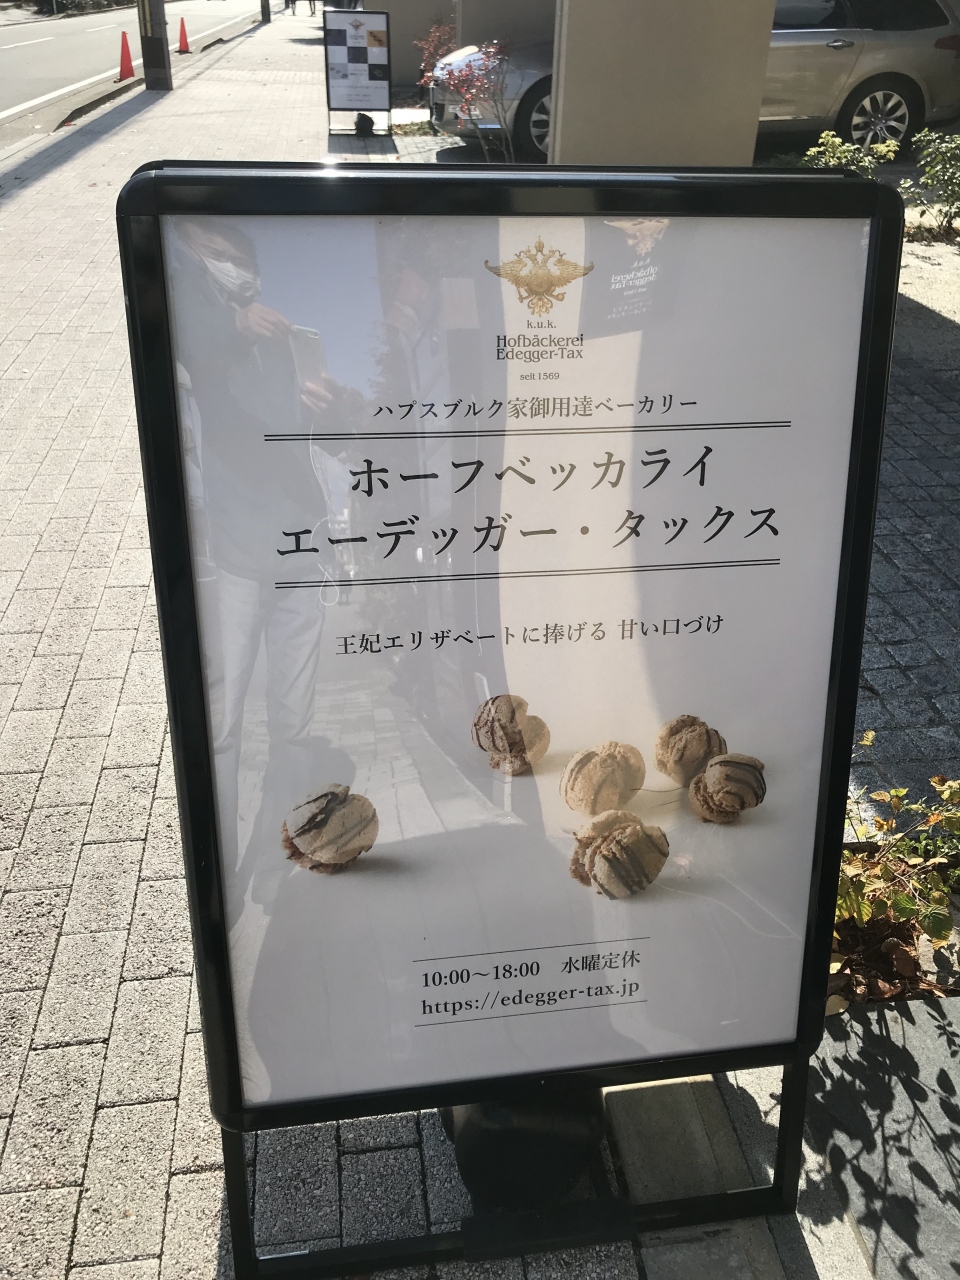 k.u.k.
Hofbäckerei
Edegger-Tax
seit 1569
ハプスブルク家御用達ベーカリー
ホーフベッカライ
エーデッガー・タックス
王妃エリザベートに捧げる 甘い口づけ
10:00〜18:00 水曜定休
https://edegger-tax.jp